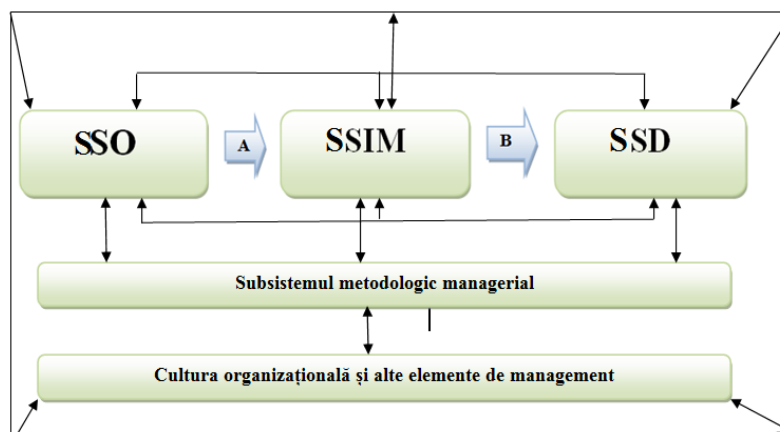 SSO
A
SSIM
B
SSD
Subsistemul metodologic managerial
Cultura organizațională și alte elemente de management